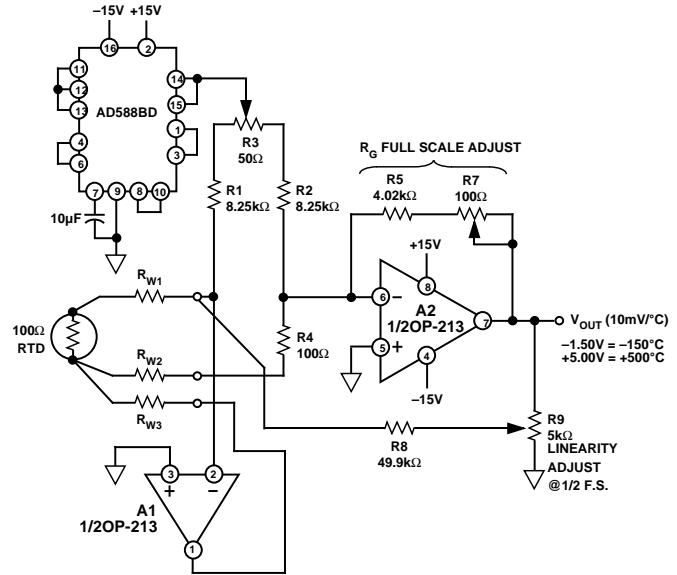 –15V +15V
16 2
11 14
12
13 15
AD588BD
1
4
6 3
7 9 8 10
10µF
R3
50Ω
R1
8.25kΩ
R2
8.25kΩ
RG FULL SCALE ADJUST
R5
4.02kΩ
R7
100Ω
+15V
8
6 –
A2
1/2OP-213
7
5 +
4
–15V
VOUT (10mV/°C)
–1.50V = –150°C
+5.00V = +500°C
RW1
100Ω
RTD
RW2
RW3
R4
100Ω
R8
49.9kΩ
R9
5kΩ
LINEARITY
ADJUST
@1/2 F.S.
3 2
+ –
A1
1/2OP-213
1